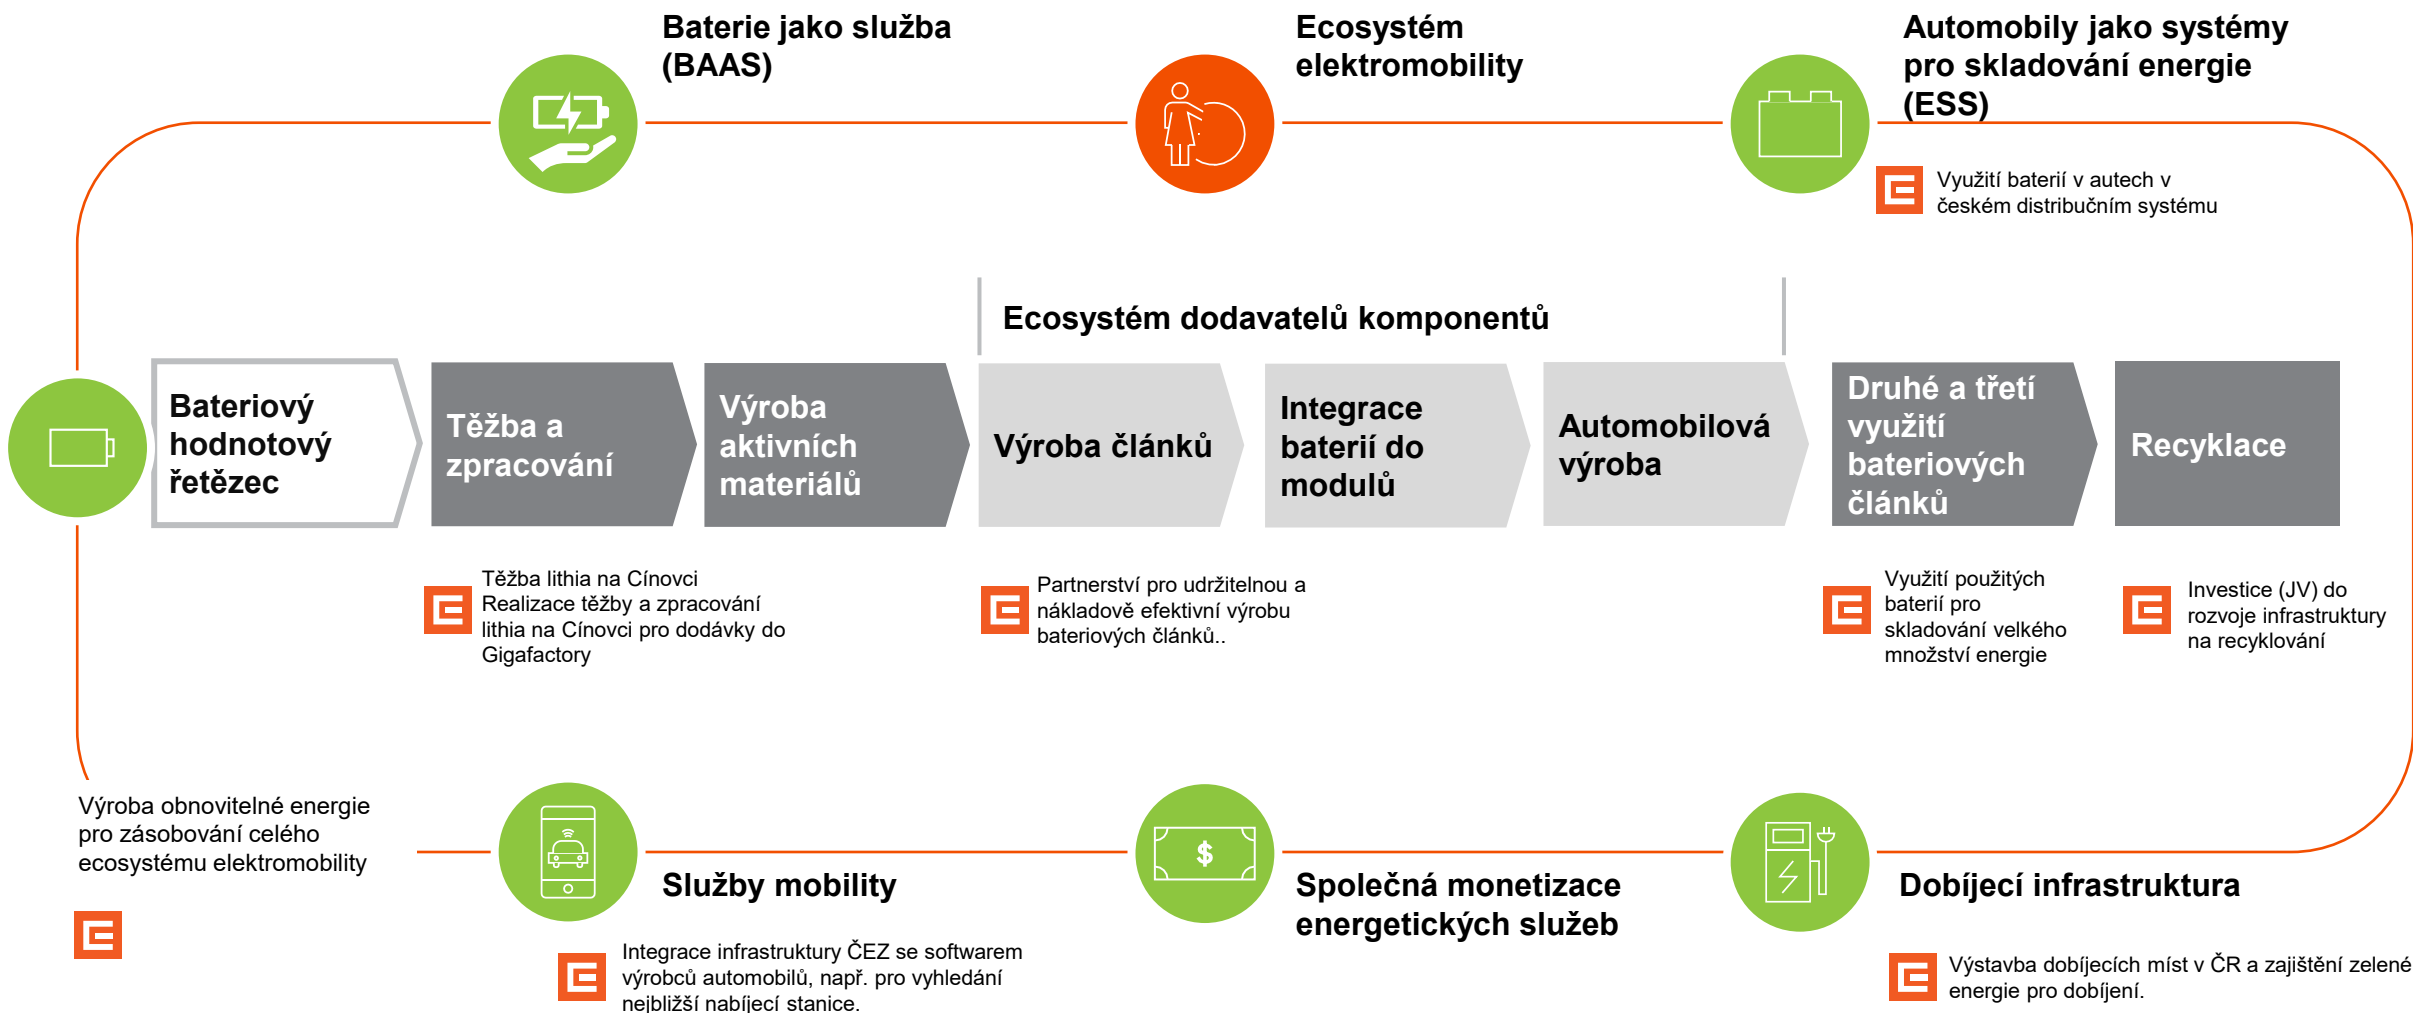 Baterie jako služba
(BAAS)
Ecosystém
elektromobility
Automobily jako systémy
pro skladování energie
(ESS)
Využití baterií v autech v
českém distribučním systému
Ecosystém dodavatelů komponentů
Bateriový
hodnotový
řetězec
Těžba a
zpracování
Výroba
aktivních
materiálů
Výroba článků
Integrace
baterií do
modulů
Automobilová
výroba
Druhé a třetí
využití
bateriových
článků
Recyklace
Těžba lithia na Cínovci
Realizace těžby a zpracování
lithia na Cínovci pro dodávky do
Gigafactory
Partnerství pro udržitelnou a
nákladově efektivní výrobu
bateriových článků..
Využití použitých
baterií pro
skladování velkého
množství energie
Investice (JV) do
rozvoje infrastruktury
na recyklování
Výroba obnovitelné energie
pro zásobování celého
ecosystému elektromobility
Služby mobility
Integrace infrastruktury ČEZ se softwarem
výrobců automobilů, např. pro vyhledání
nejbližší nabíjecí stanice.
$
Společná monetizace
energetických služeb
Dobíjecí infrastruktura
Výstavba dobíjecích míst v ČR a zajištění zelené
energie pro dobíjení.